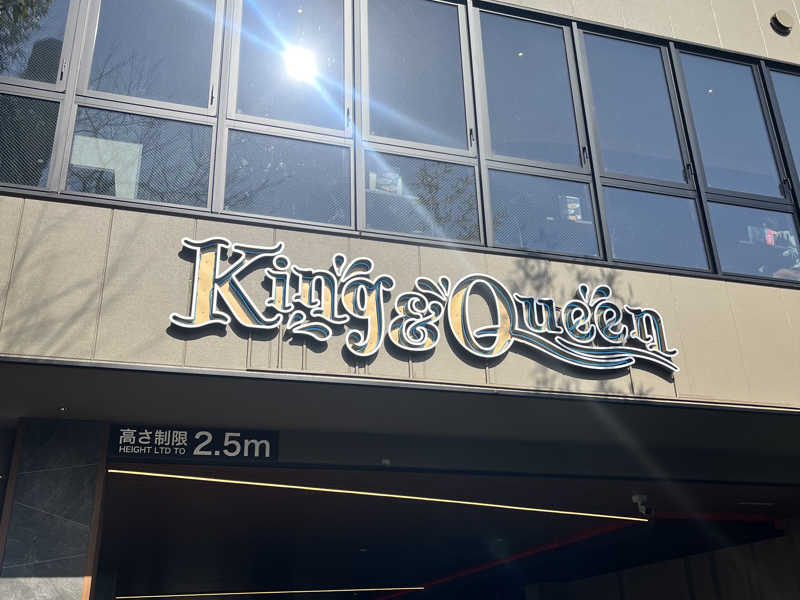 King & Queen
高さ制限
HEIGHT LTD TO 2.5m